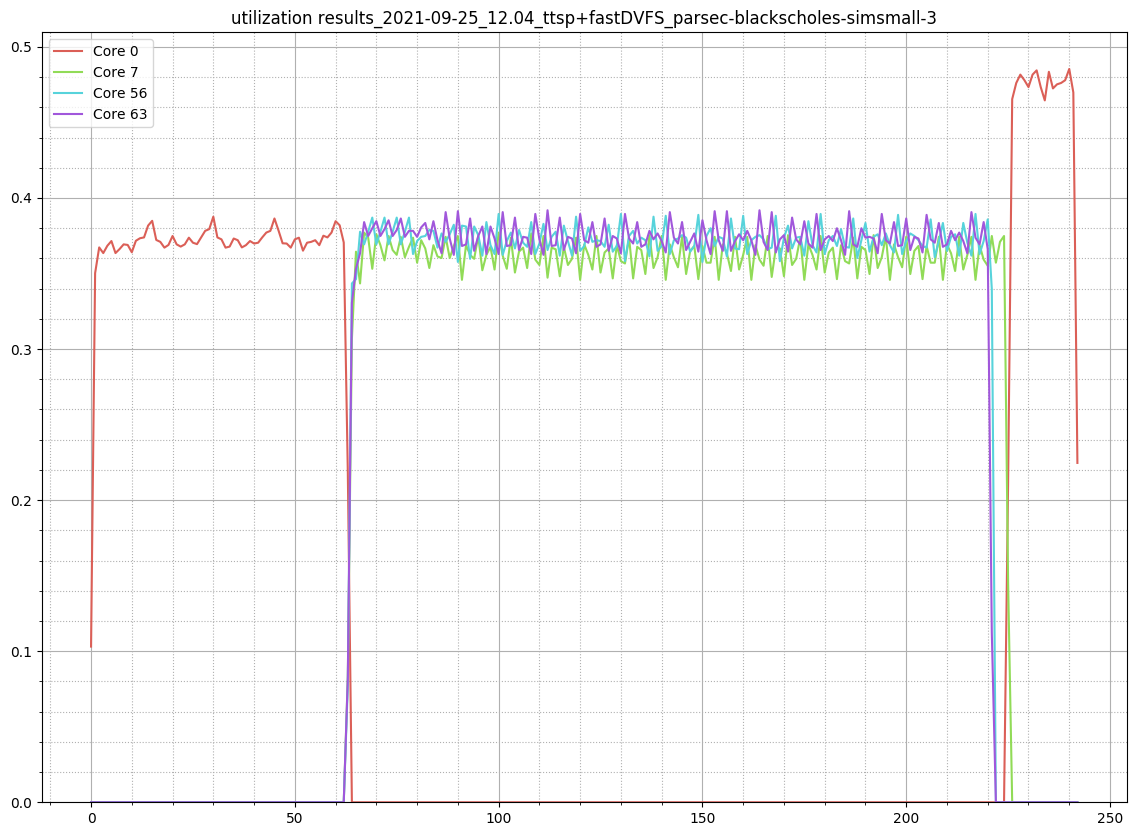 utilization results_2021-09-25_12.04_ttsp+fastDVFS_parsec-blackscholes-simsmall-3
Core 0
Core 7
Core 56
Core 63
0.5
0.4
0.3
0.2
0.1
0.0
0 50 100 150 200 250